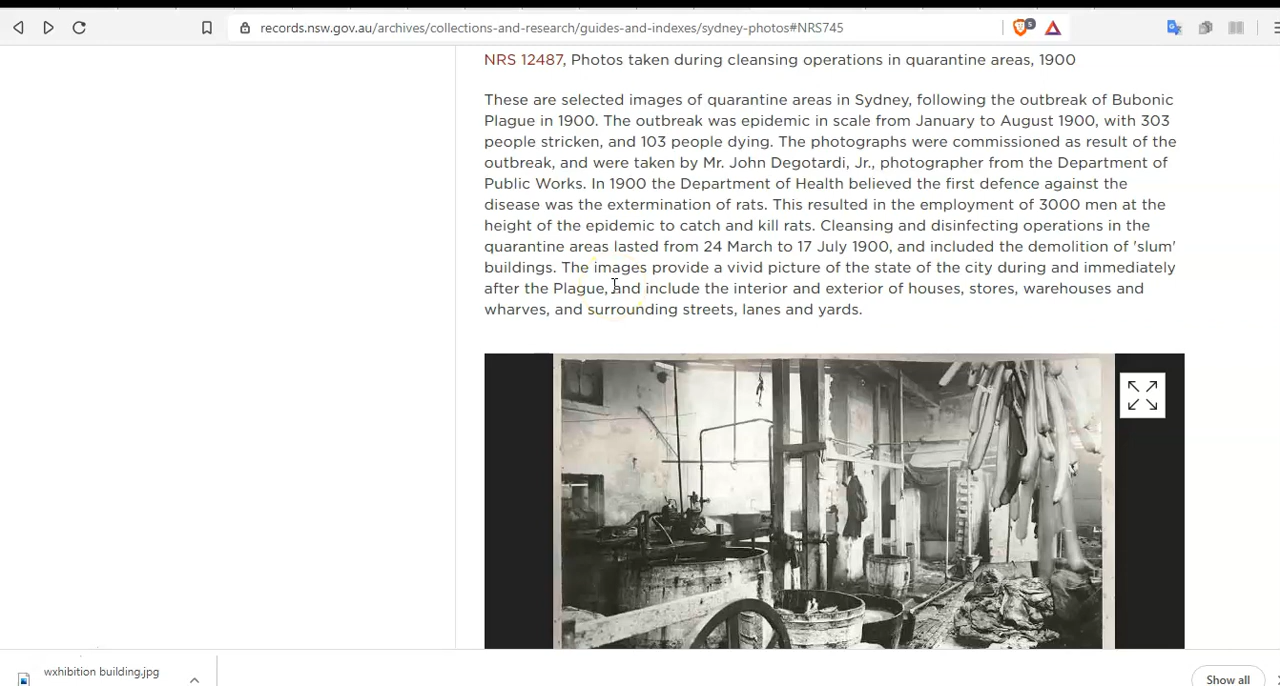 records.nsw.gov.au/archives/collections-and-research/guides-and-indexes/sydney-photos#NRS745
5
NRS 12487, Photos taken during cleansing operations in quarantine areas, 1900
These are selected images of quarantine areas in Sydney, following the outbreak of Bubonic
Plague in 1900. The outbreak was epidemic in scale from January to August 1900, with 303
people stricken, and 103 people dying. The photographs were commissioned as result of the
outbreak, and were taken by Mr. John Degotardi, Jr., photographer from the Department of
Public Works. In 1900 the Department of Health believed the first defence against the
disease was the extermination of rats. This resulted in the employment of 3000 men at the
height of the epidemic to catch and kill rats. Cleansing and disinfecting operations in the
quarantine areas lasted from 24 March to 17 July 1900, and included the demolition of 'slum'
buildings. The images provide a vivid picture of the state of the city during and immediately
after the Plague, and include the interior and exterior of houses, stores, warehouses and
wharves, and surrounding streets, lanes and yards.
wxhibition building.jpg
Show all